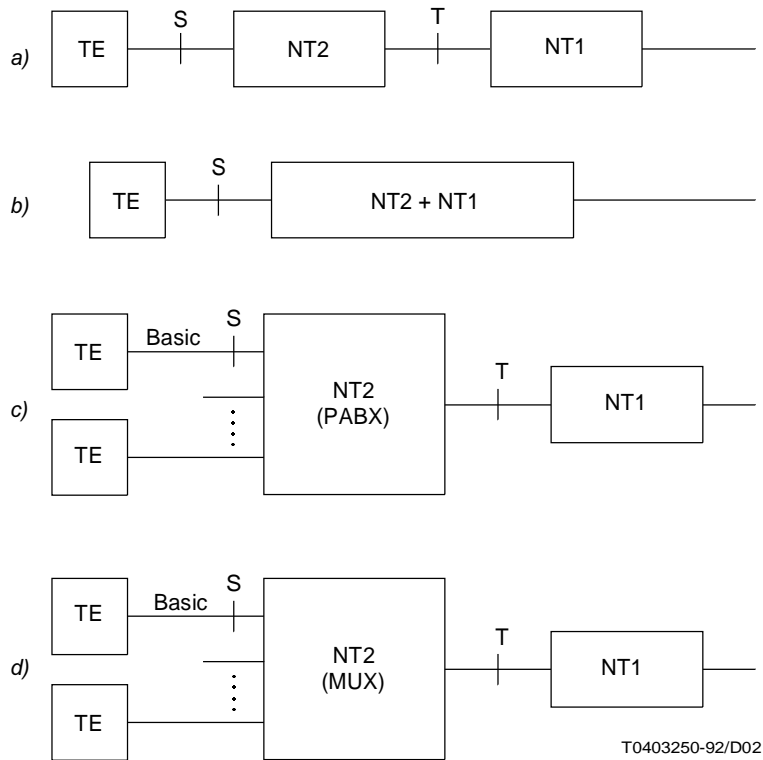 S
T
a)
TE
NT2
NT1
S
b)
TE
NT2 + NT1
S
TE
Basic
T
c)
NT2
(PABX)
NT1
TE
S
TE
Basic
T
d)
NT2
(MUX)
NT1
TE
T0403250-92/D02